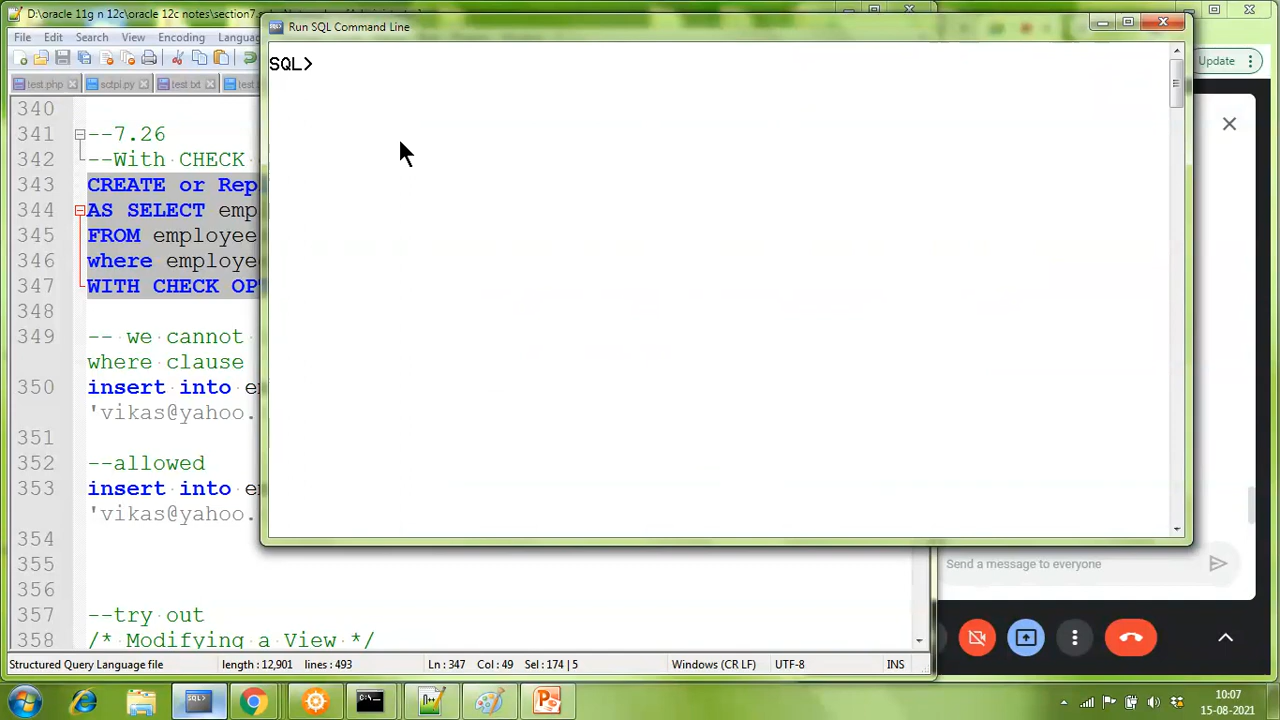 D:\oracle 11g n 12c\oracle 12c notes\section7.
Run SQL Command Line
File Edit Search View Encoding Langua
Update
test.php
sctpl.py
test.txt
SQL>
340
341 --7.26
342 --With CHECK
343 CREATE or Rep
344 AS SELECT emp
345 FROM employee
346 where employe
347 WITH CHECK OP
348
349 -- we cannot
where clause
350 insert into e
'vikas@yahoo.
351
352 --allowed
353 insert into e
'vikas@yahoo.
354
355
356
357 --try out
358 /* Modifying a View */
Send a message to everyone
Structured Query Language file length : 12,901 lines : 493 Ln : 347 Col : 49 Sel : 174 | 5 Windows (CR LF) UTF-8 INS
10:07
15-08-2021